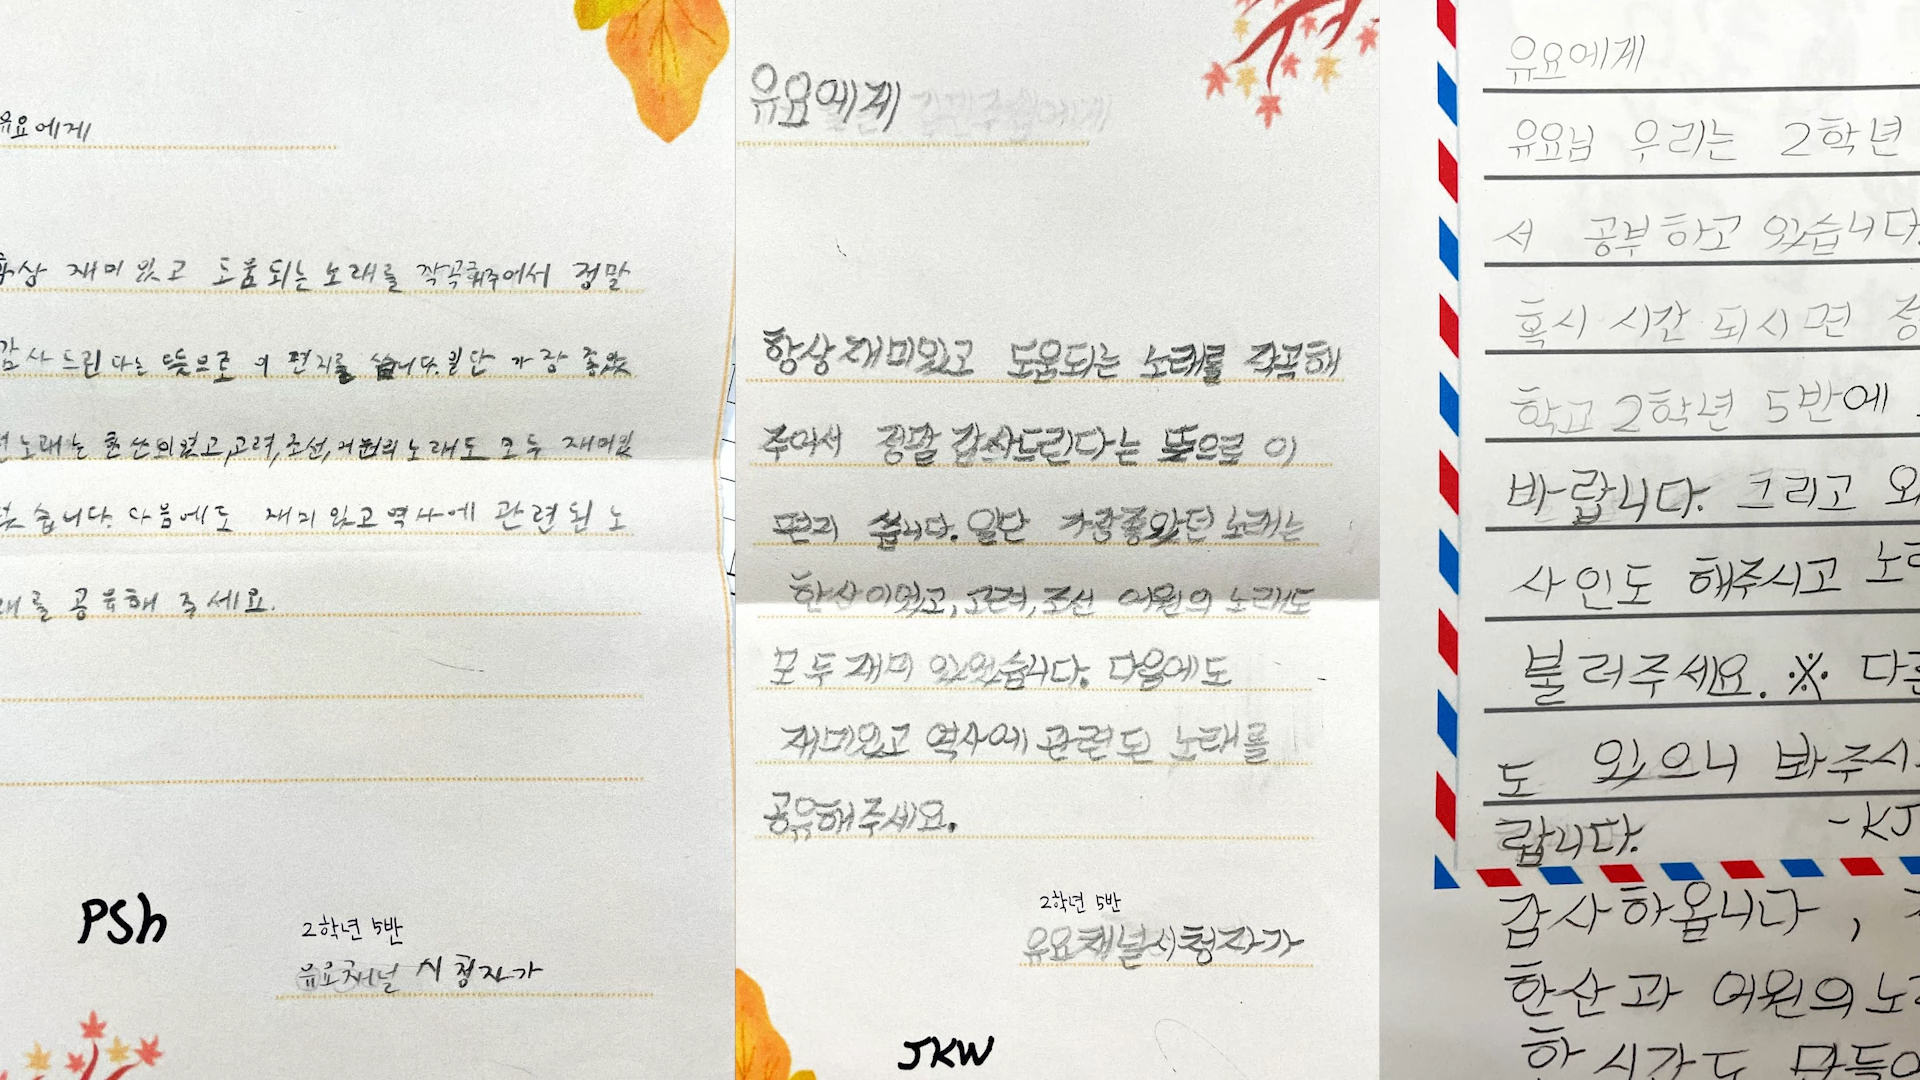 유요에게
항상 재미있고 도움되는 노래를 작곡해주어서 정말
감사드린다는 뜻으로 이 편지를 씁니다. 일단 가장 좋았
던 노래는 한산이였고, 고려, 조선, 어원의 노래도 모두 재미있
었습니다. 다음에도 재미있고 역사에 관련된 노
래를 공유해 주세요.
PSh
2학년 5반
유요채널 시청자가
유요에게
항상 재미있고 도움되는 노래를 작곡해
주어서 정말 감사드린다는 뜻으로 이
편지 씁니다. 일단 가장좋았던 노래는
한산이였고, 고려, 조선 어원의 노래도
모두 재미 있었습니다. 다음에도
재미있고 역사에 관련된 노래를
공유해주세요.
2학년 5반
유요채널시청자가
JKW
유요에게
유요님 우리는 2학년
서 공부하고 있습니다.
혹시 시간 되시면
학교 2학년 5반에
바랍니다. 그리고
사인도 해주시고
불러주세요. ※
도 있으니 봐주시
랍니다.
-KJ
감사하옵니다,
한산과 어원의
한 시간도